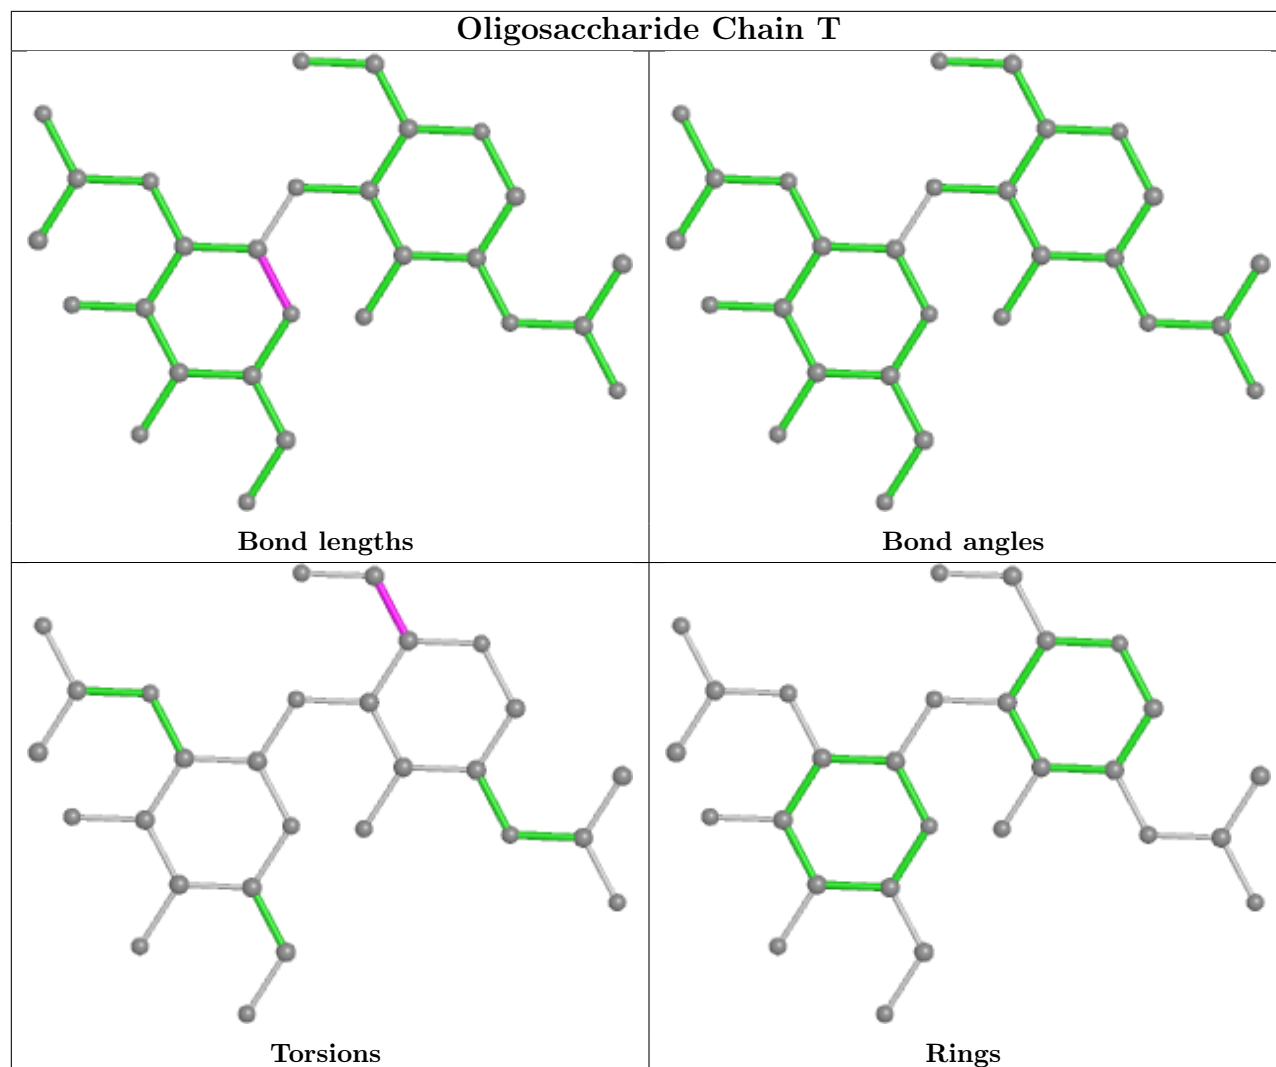 Oligosaccharide Chain T
Bond lengths
Bond angles
Torsions
Rings